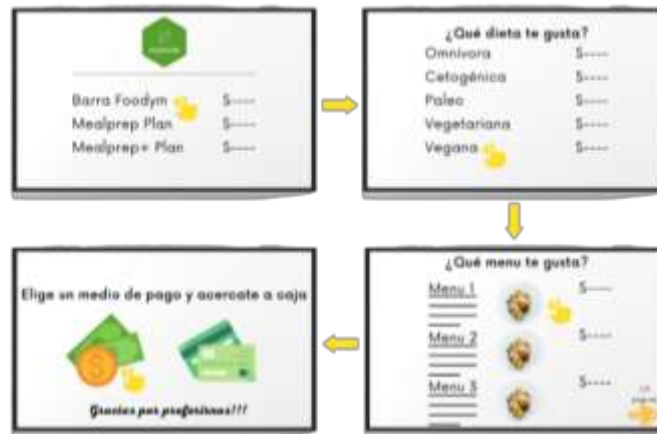 Barra Foodym S----
Mealprep Plan S----
Mealprep+ Plan S----
¿Qué dieta te gusta?
Omnívora S----
Cetogénica S----
Paleo S----
Vegetariana S----
Vegana S----
¿Qué menu te gusta?
Menu 1 S----
Menu 2 S----
Menu 3 S----
Elige un medio de pago y acercate a caja
Gracias por preferirnos!!!